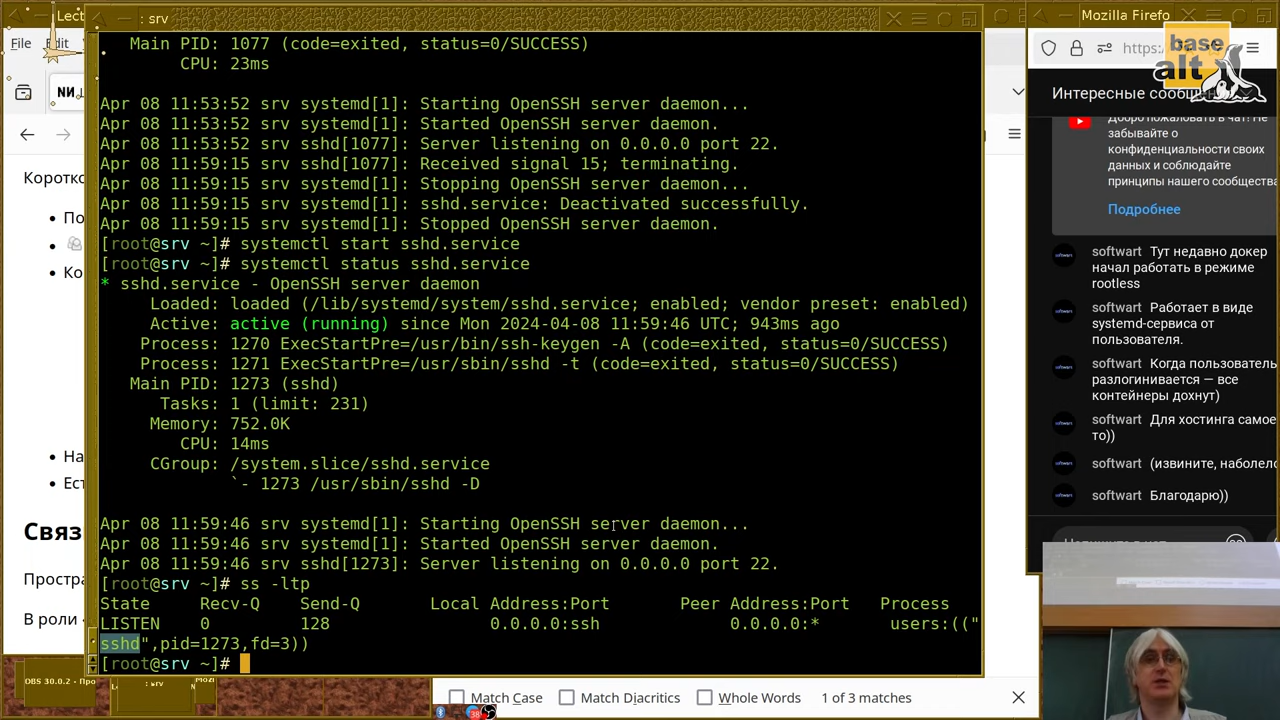 Lect
: srv
Mozilla Firefo
File Edit
Main PID: 1077 (code=exited, status=0/SUCCESS)
CPU: 23ms
Apr 08 11:53:52 srv systemd[1]: Starting OpenSSH server daemon...
Apr 08 11:53:52 srv systemd[1]: Started OpenSSH server daemon.
Apr 08 11:53:52 srv sshd[1077]: Server listening on 0.0.0.0 port 22.
Apr 08 11:59:15 srv sshd[1077]: Received signal 15; terminating.
Apr 08 11:59:15 srv systemd[1]: Stopping OpenSSH server daemon...
Apr 08 11:59:15 srv systemd[1]: sshd.service: Deactivated successfully.
Apr 08 11:59:15 srv systemd[1]: Stopped OpenSSH server daemon.
[root@srv ~]# systemctl start sshd.service
[root@srv ~]# systemctl status sshd.service
* sshd.service - OpenSSH server daemon
Loaded: loaded (/lib/systemd/system/sshd.service; enabled; vendor preset: enabled)
Active: active (running) since Mon 2024-04-08 11:59:46 UTC; 943ms ago
Process: 1270 ExecStartPre=/usr/bin/ssh-keygen -A (code=exited, status=0/SUCCESS)
Process: 1271 ExecStartPre=/usr/sbin/sshd -t (code=exited, status=0/SUCCESS)
Main PID: 1273 (sshd)
Tasks: 1 (limit: 231)
Memory: 752.0K
CPU: 14ms
CGroup: /system.slice/sshd.service
`- 1273 /usr/sbin/sshd -D
Apr 08 11:59:46 srv systemd[1]: Starting OpenSSH server daemon...
Apr 08 11:59:46 srv systemd[1]: Started OpenSSH server daemon.
Apr 08 11:59:46 srv sshd[1273]: Server listening on 0.0.0.0 port 22.
[root@srv ~]# ss -ltp
State Recv-Q Send-Q Local Address:Port Peer Address:Port Process
LISTEN 0 128 0.0.0.0:ssh 0.0.0.0:* users:(("
sshd",pid=1273,fd=3))
[root@srv ~]#
Коротко
По
Ко
На
Ест
Связ
Простра
В роли
OBS 30.0.2 - Про
: srv
Match Case Match Diacritics Whole Words 1 of 3 matches
https:
base
alt
Интересные сообщ
Добро пожаловать в чат! Не
забывайте о
конфиденциальности своих
данных и соблюдайте
принципы нашего сообщества
Подробнее
softwart Тут недавно докер
начал работать в режиме
rootless
softwart Работает в виде
systemd-сервиса от
пользователя.
softwart Когда пользователь
разлогинивается — все
контейнеры дохнут)
softwart Для хостинга самое
то))
softwart (извините, наболело
softwart Благодарю))